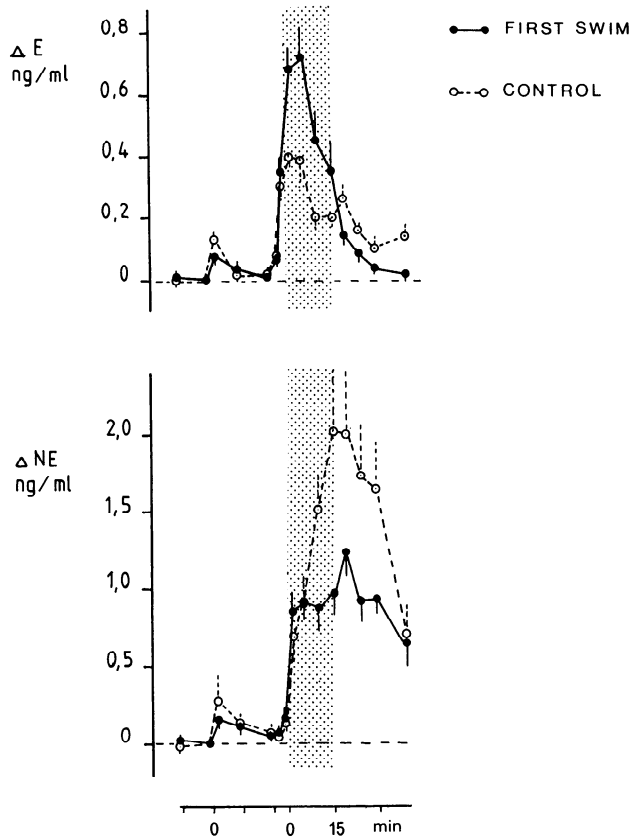 FIRST SWIM
CONTROL
Δ E
ng/ml
0,8
0,6
0,4
0,2
0
Δ NE
ng/ml
2,0
1,5
1,0
0,5
0
0 0 15 min